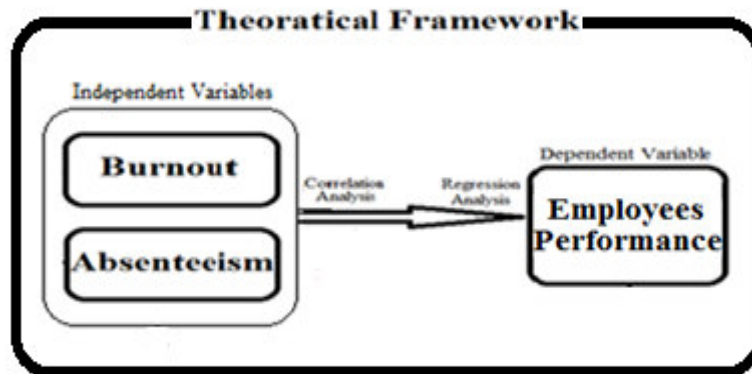 Theoratical Framework
Independent Variables
Burnout
Absenteeism
Correlation
Analysis
Regression
Analysis
Dependent Variable
Employees
Performance